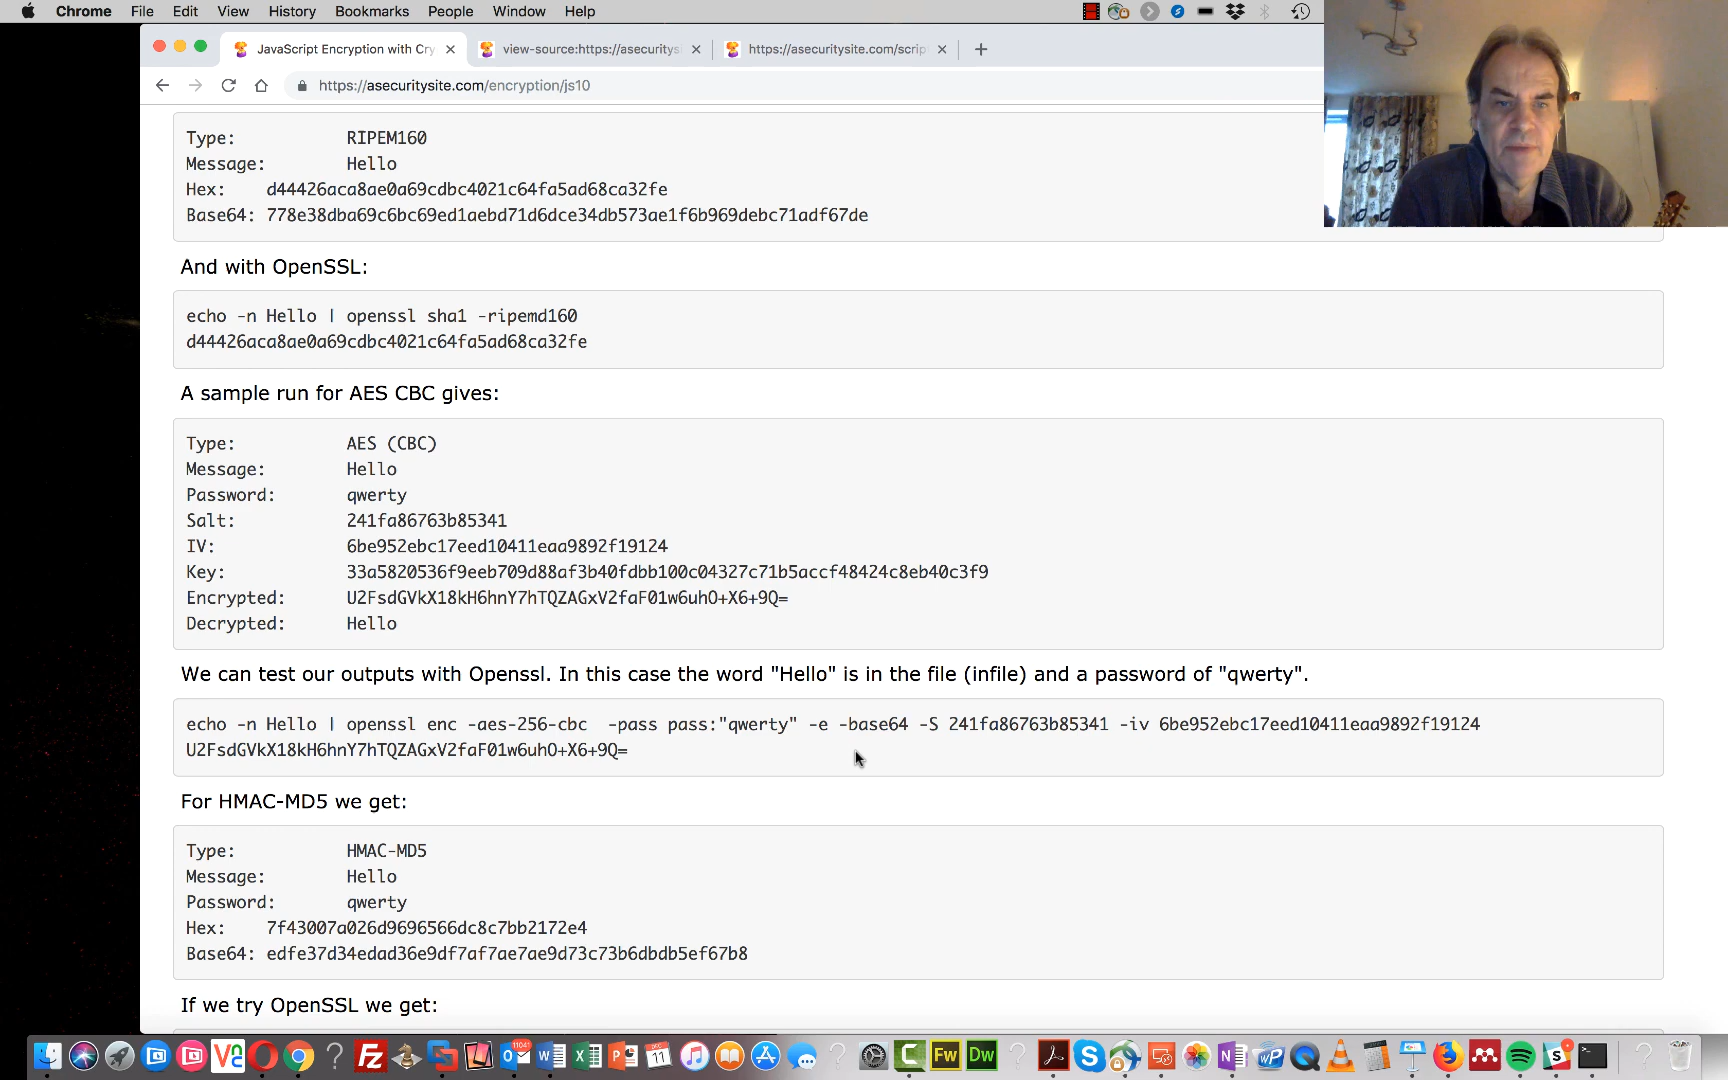 Chrome File Edit View History Bookmarks People Window Help
JavaScript Encryption with Cry
view-source:https://asecuritys
https://asecuritysite.com/scrip
https://asecuritysite.com/encryption/js10
Type: RIPEM160
Message: Hello
Hex: d44426aca8ae0a69cdbc4021c64fa5ad68ca32fe
Base64: 778e38dba69c6bc69ed1aebd71d6dce34db573ae1f6b969debc71adf67de
And with OpenSSL:
echo -n Hello | openssl sha1 -ripemd160
d44426aca8ae0a69cdbc4021c64fa5ad68ca32fe
A sample run for AES CBC gives:
Type: AES (CBC)
Message: Hello
Password: qwerty
Salt: 241fa86763b85341
IV: 6be952ebc17eed10411eaa9892f19124
Key: 33a5820536f9eeb709d88af3b40fdbb100c04327c71b5accf48424c8eb40c3f9
Encrypted: U2FsdGVkX18kH6hnY7hTQZAGxV2faF01w6uhO+X6+9Q=
Decrypted: Hello
We can test our outputs with Openssl. In this case the word "Hello" is in the file (infile) and a password of "qwerty".
echo -n Hello | openssl enc -aes-256-cbc -pass pass:"qwerty" -e -base64 -S 241fa86763b85341 -iv 6be952ebc17eed10411eaa9892f19124
U2FsdGVkX18kH6hnY7hTQZAGxV2faF01w6uhO+X6+9Q=
For HMAC-MD5 we get:
Type: HMAC-MD5
Message: Hello
Password: qwerty
Hex: 7f43007a026d9696566dc8c7bb2172e4
Base64: edfe37d34edad36e9df7af7ae7ae9d73c73b6dbdb5ef67b8
If we try OpenSSL we get: